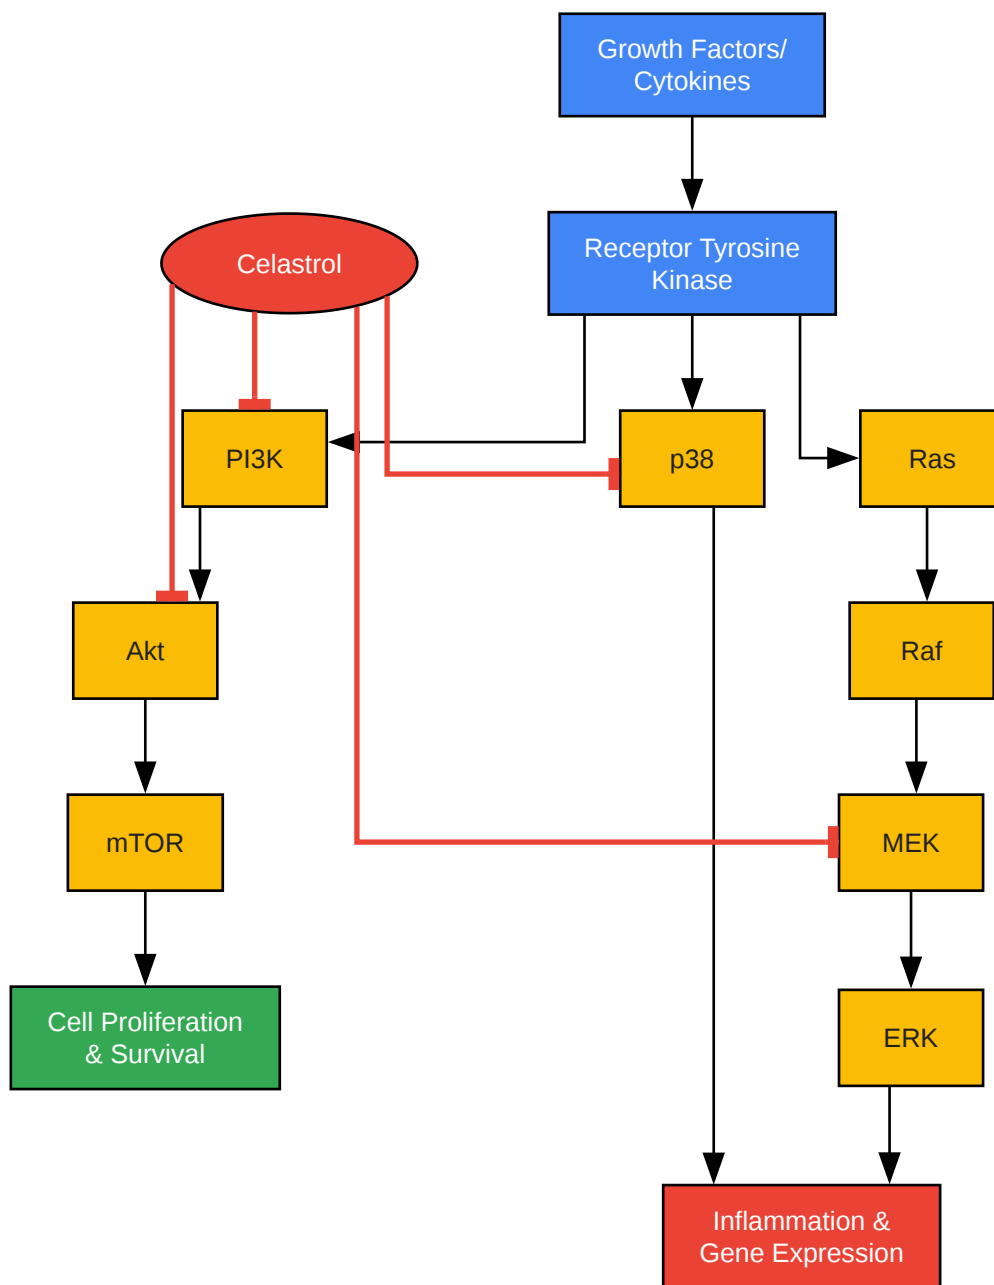 Growth Factors/
Cytokines
Celastrol
Receptor Tyrosine
Kinase
PI3K
p38
Ras
Akt
Raf
mTOR
MEK
Cell Proliferation
& Survival
ERK
Inflammation &
Gene Expression